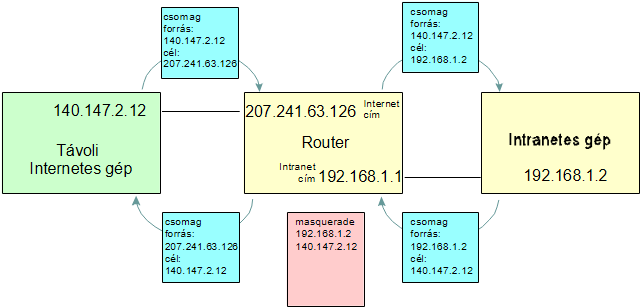 csomag
forrás:
140.147.2.12
cél:
207.241.63.126
csomag
forrás:
140.147.2.12
cél:
192.168.1.2
140.147.2.12
Távoli
Internetes gép
207.241.63.126
Internet
cím
Router
Intranet
cím
192.168.1.1
Intranetes gép
192.168.1.2
csomag
forrás:
207.241.63.126
cél:
140.147.2.12
masquerade
192.168.1.2
140.147.2.12
csomag
forrás:
192.168.1.2
cél:
140.147.2.12